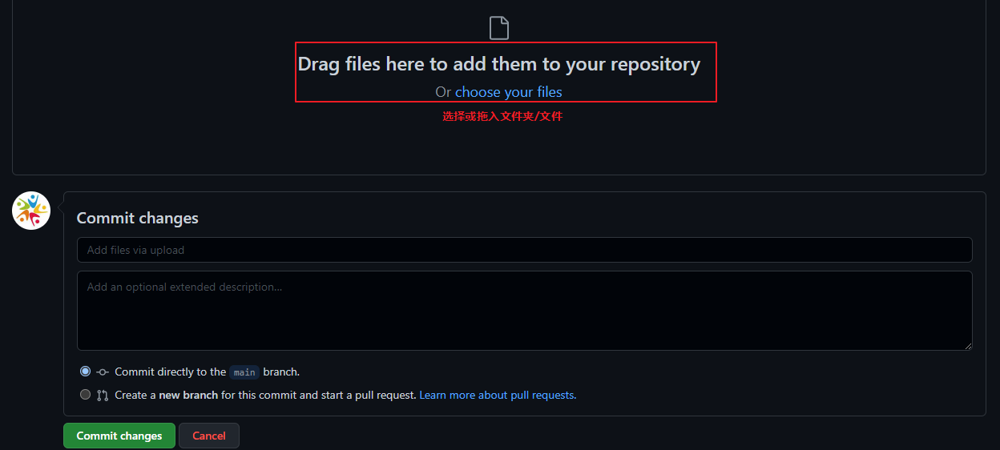 Drag files here to add them to your repository
Or choose your files
选择或拖入文件夹/文件
Commit changes
Add files via upload
Add an optional extended description...
Commit directly to the main branch.
Create a new branch for this commit and start a pull request. Learn more about pull requests.
Commit changes Cancel